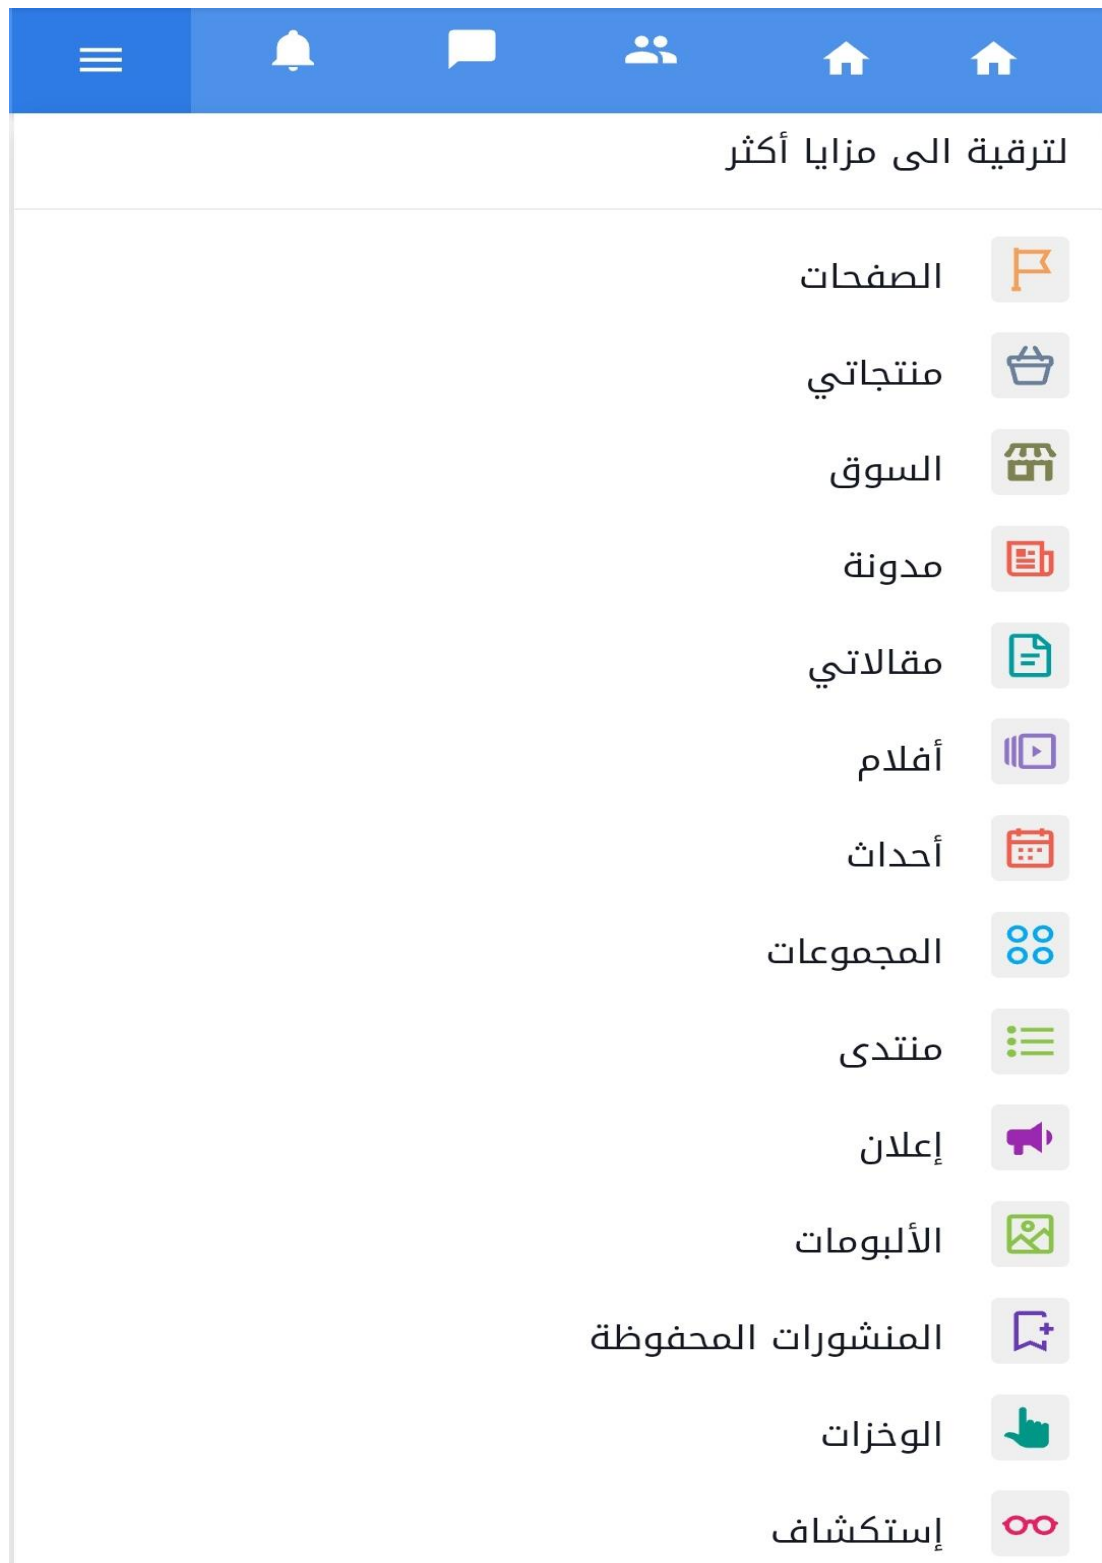 لترقية الى مزايا أكثر
الصفحات
منتجاتي
السوق
مدونة
مقالاتي
أفلام
أحداث
المجموعات
منتدى
إعلان
الألبومات
المنشورات المحفوظة
الوخزات
إستكشاف